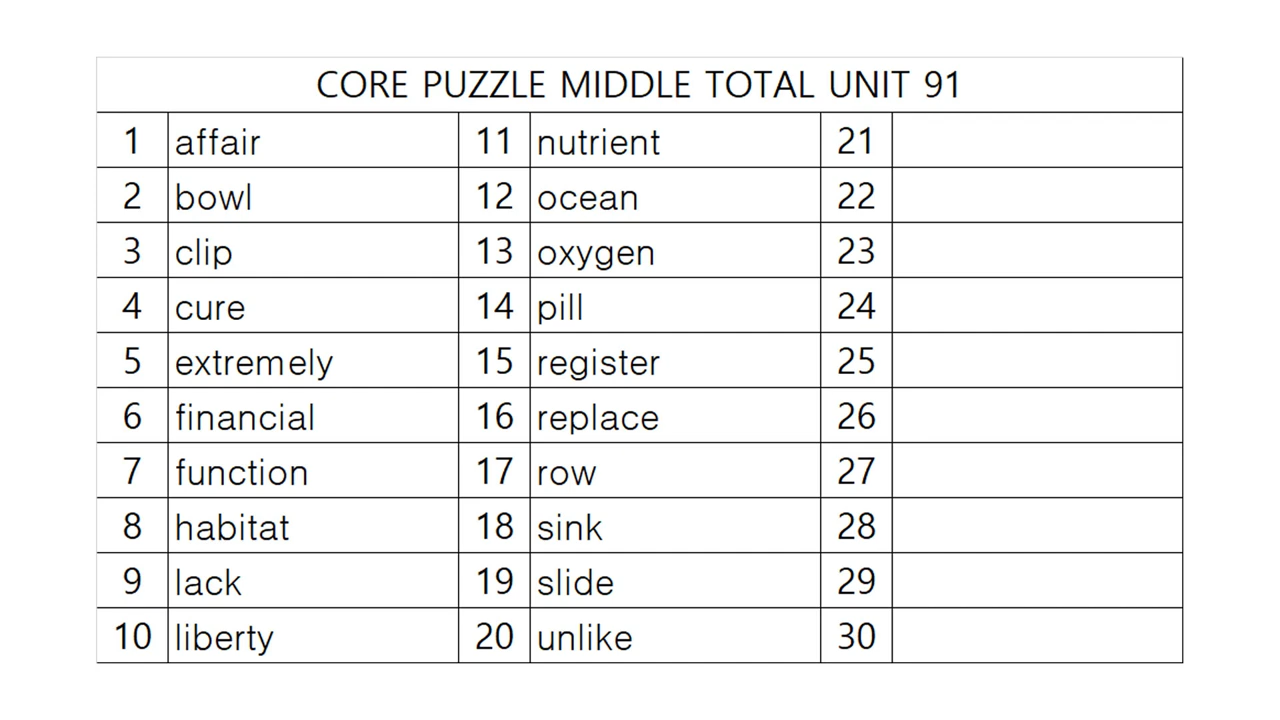 CORE PUZZLE MIDDLE TOTAL UNIT 91
1 affair 11 nutrient 21
2 bowl 12 ocean 22
3 clip 13 oxygen 23
4 cure 14 pill 24
5 extremely 15 register 25
6 financial 16 replace 26
7 function 17 row 27
8 habitat 18 sink 28
9 lack 19 slide 29
10 liberty 20 unlike 30